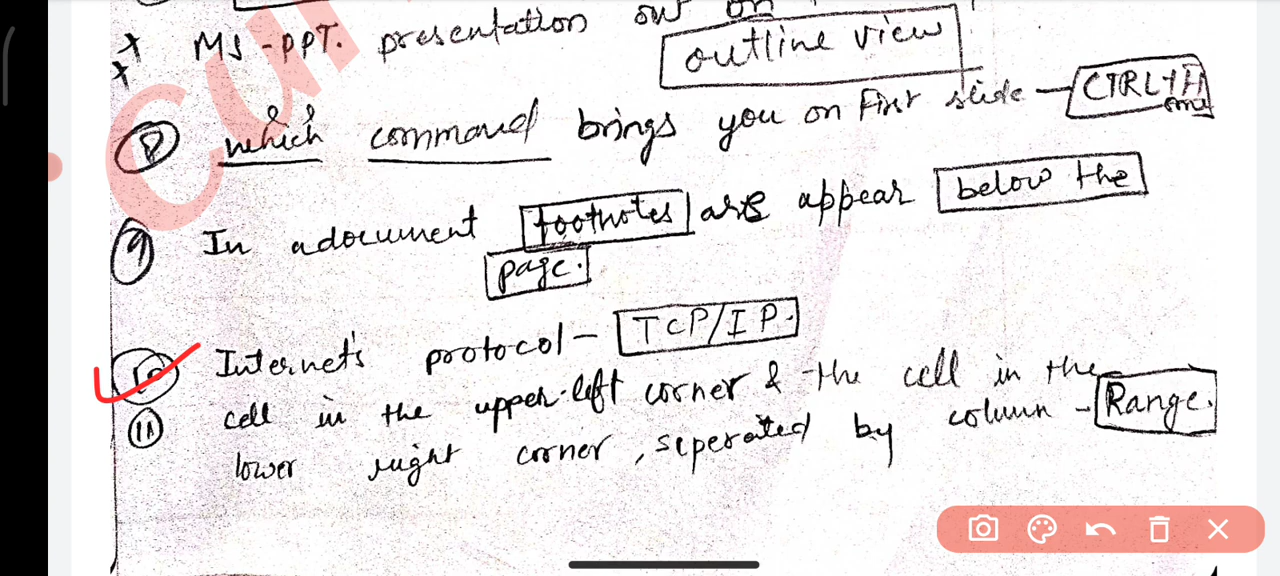 MS-PPT. presentation out on
outline view
⑧ which command brings you on First slide - CTRL+H
⑨ In a document footnotes are appear below the
page.
⑩ Internet's protocol - TCP/IP.
⑪ cell in the upper-left corner & the cell in the
lower right corner, seperated by column - Range.
Cur